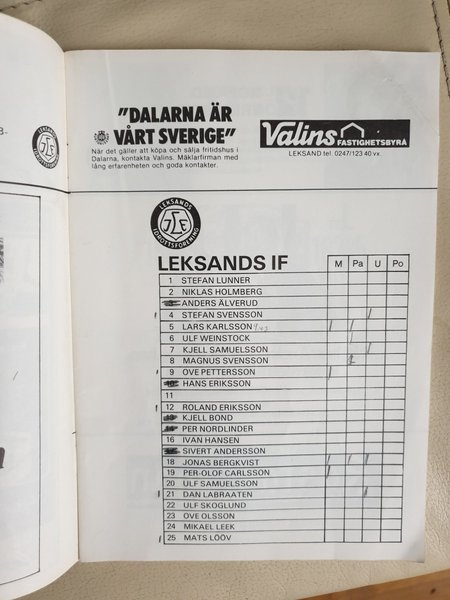 "DALARNA ÄR
VÅRT SVERIGE"
När det gäller att köpa och sälja fritidshus i
Dalarna, kontakta Valins. Mäklarfirman med
lång erfarenheten och goda kontakter.
Valins
FASTIGHETSBYRÅ
LEKSAND tel. 0247/123 40 vx.
LEKSANDS
IDROTTSFÖRENING
LEKSANDS IF M Pa U Po
1 STEFAN LUNNER
2 NIKLAS HOLMBERG
ANDERS ÄLVERUD
4 STEFAN SVENSSON
5 LARS KARLSSON
6 ULF WEINSTOCK
7 KJELL SAMUELSSON
8 MAGNUS SVENSSON
9 OVE PETTERSSON
HANS ERIKSSON
11
12 ROLAND ERIKSSON
KJELL BOND
PER NORDLINDER
16 IVAN HANSEN
SIVERT ANDERSSON
18 JONAS BERGKVIST
19 PER-OLOF CARLSSON
20 ULF SAMUELSSON
21 DAN LABRAATEN
22 ULF SKOGLUND
23 OVE OLSSON
24 MIKAEL LEEK
25 MATS LÖÖV